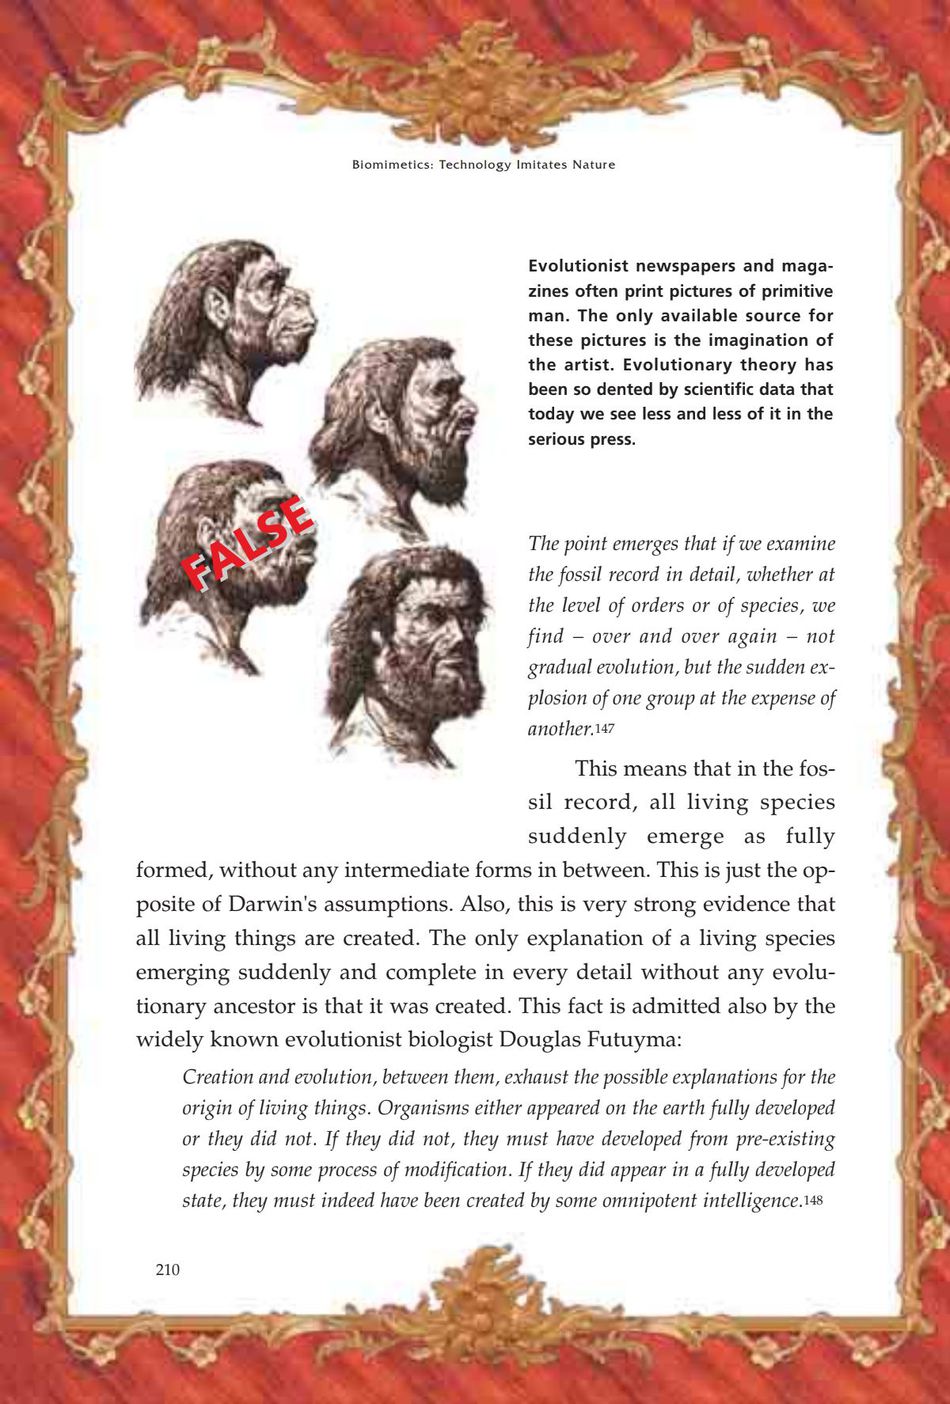 Biomimetics: Technology Imitates Nature
Evolutionist newspapers and maga-
zines often print pictures of primitive
man. The only available source for
these pictures is the imagination of
the artist. Evolutionary theory has
been so dented by scientific data that
today we see less and less of it in the
serious press.
FALSE
The point emerges that if we examine
the fossil record in detail, whether at
the level of orders or of species, we
find – over and over again – not
gradual evolution, but the sudden ex-
plosion of one group at the expense of
another.147
This means that in the fos-
sil record, all living species
suddenly emerge as fully
formed, without any intermediate forms in between. This is just the op-
posite of Darwin's assumptions. Also, this is very strong evidence that
all living things are created. The only explanation of a living species
emerging suddenly and complete in every detail without any evolu-
tionary ancestor is that it was created. This fact is admitted also by the
widely known evolutionist biologist Douglas Futuyma:
Creation and evolution, between them, exhaust the possible explanations for the
origin of living things. Organisms either appeared on the earth fully developed
or they did not. If they did not, they must have developed from pre-existing
species by some process of modification. If they did appear in a fully developed
state, they must indeed have been created by some omnipotent intelligence.148
210